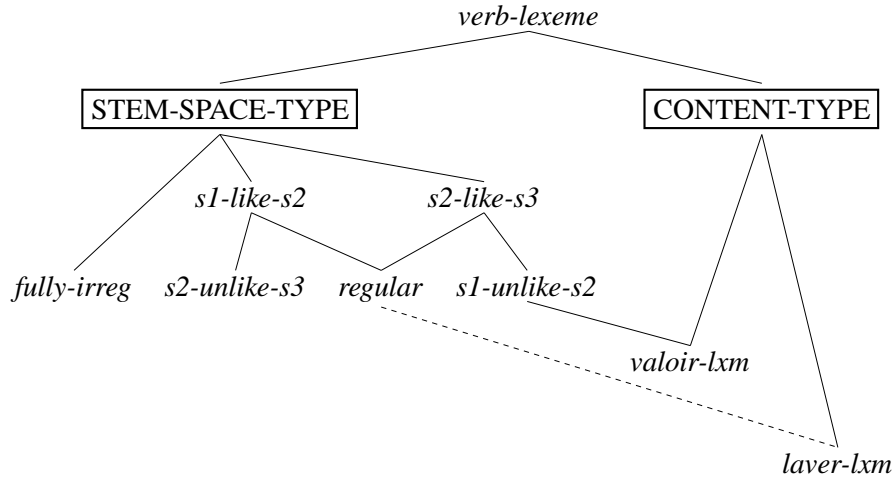 verb-lexeme
STEM-SPACE-TYPE CONTENT-TYPE
s1-like-s2 s2-like-s3
fully-irreg s2-unlike-s3 regular s1-unlike-s2
valoir-lxm
laver-lxm